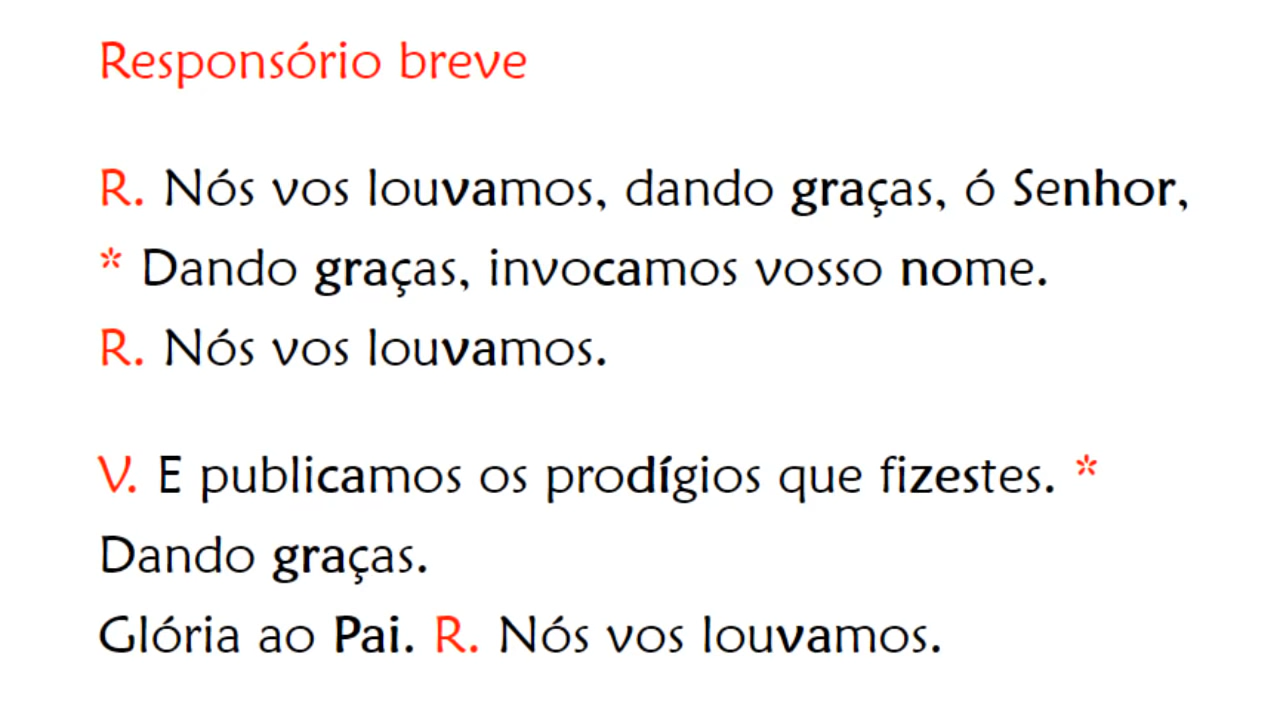 Responsório breve
R. Nós vos louvamos, dando graças, ó Senhor,
* Dando graças, invocamos vosso nome.
R. Nós vos louvamos.
V. E publicamos os prodígios que fizestes. *
Dando graças.
Glória ao Pai. R. Nós vos louvamos.